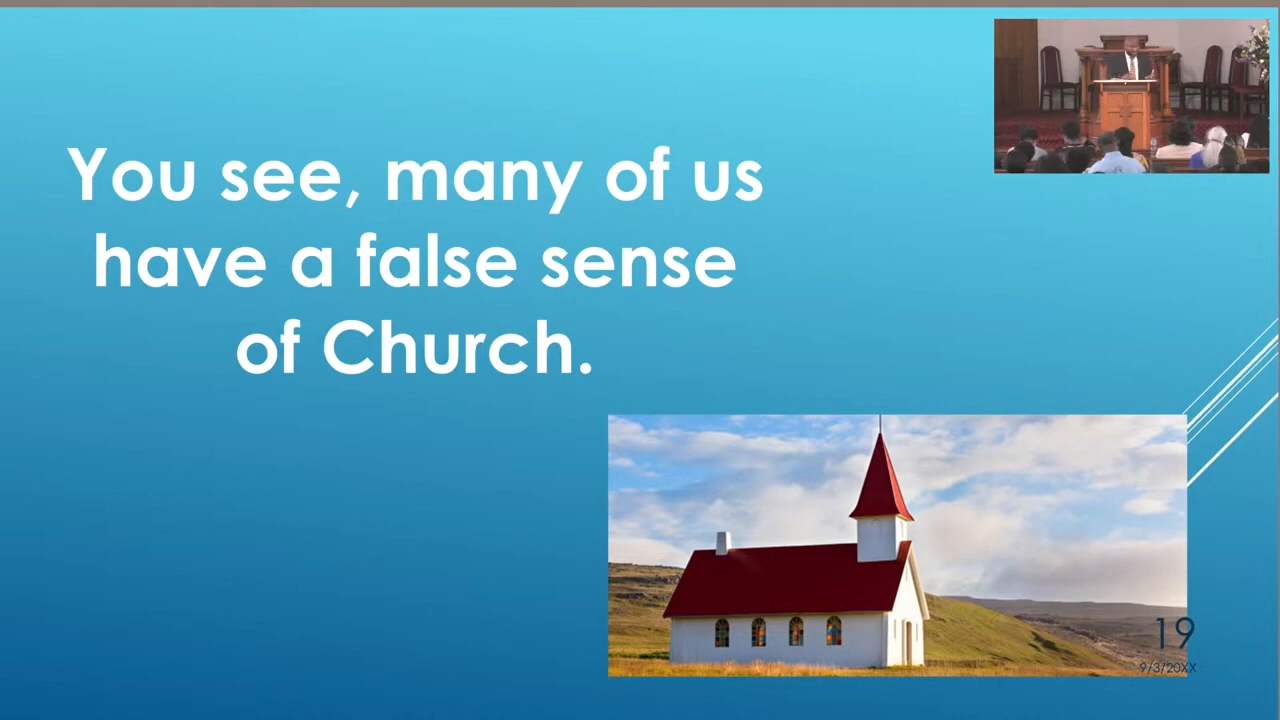 You see, many of us
have a false sense
of Church.
19
9/3/20XX